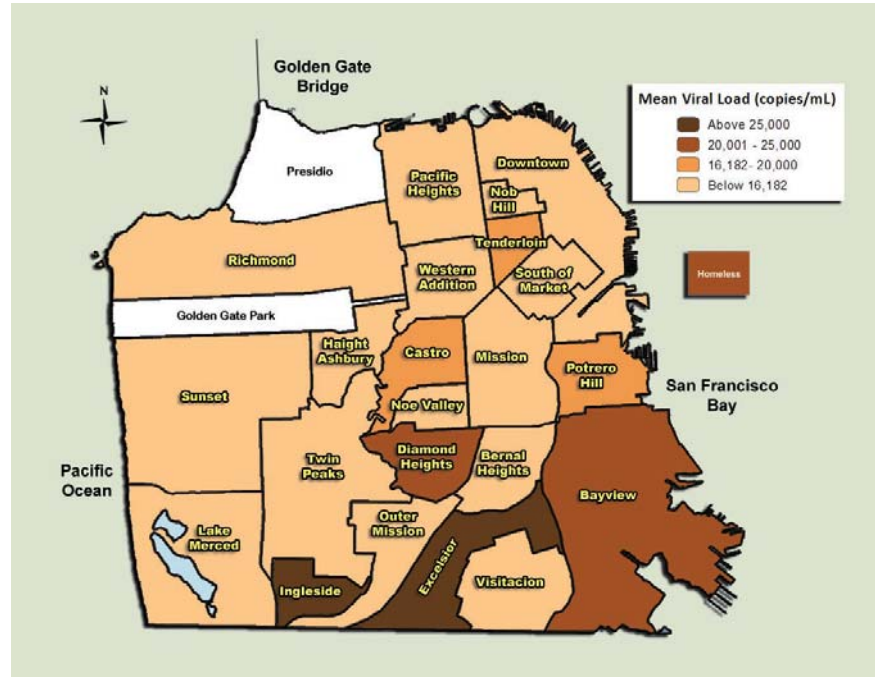 N
Golden Gate
Bridge
Mean Viral Load (copies/mL)
Above 25,000
20,001 - 25,000
16,182- 20,000
Below 16,182
Presidio
Pacific
Heights
Downtown
Nob
Hill
Tenderloin
Richmond
Western
Addition
South of
Market
Homeless
Golden Gate Park
Haight
Ashbury
Castro
Mission
Potrero
Hill
San Francisco
Bay
Sunset
Noe Valley
Twin
Peaks
Diamond
Heights
Bernal
Heights
Pacific
Ocean
Bayview
Lake
Merced
Outer
Mission
Excelsior
Ingleside
Visitacion